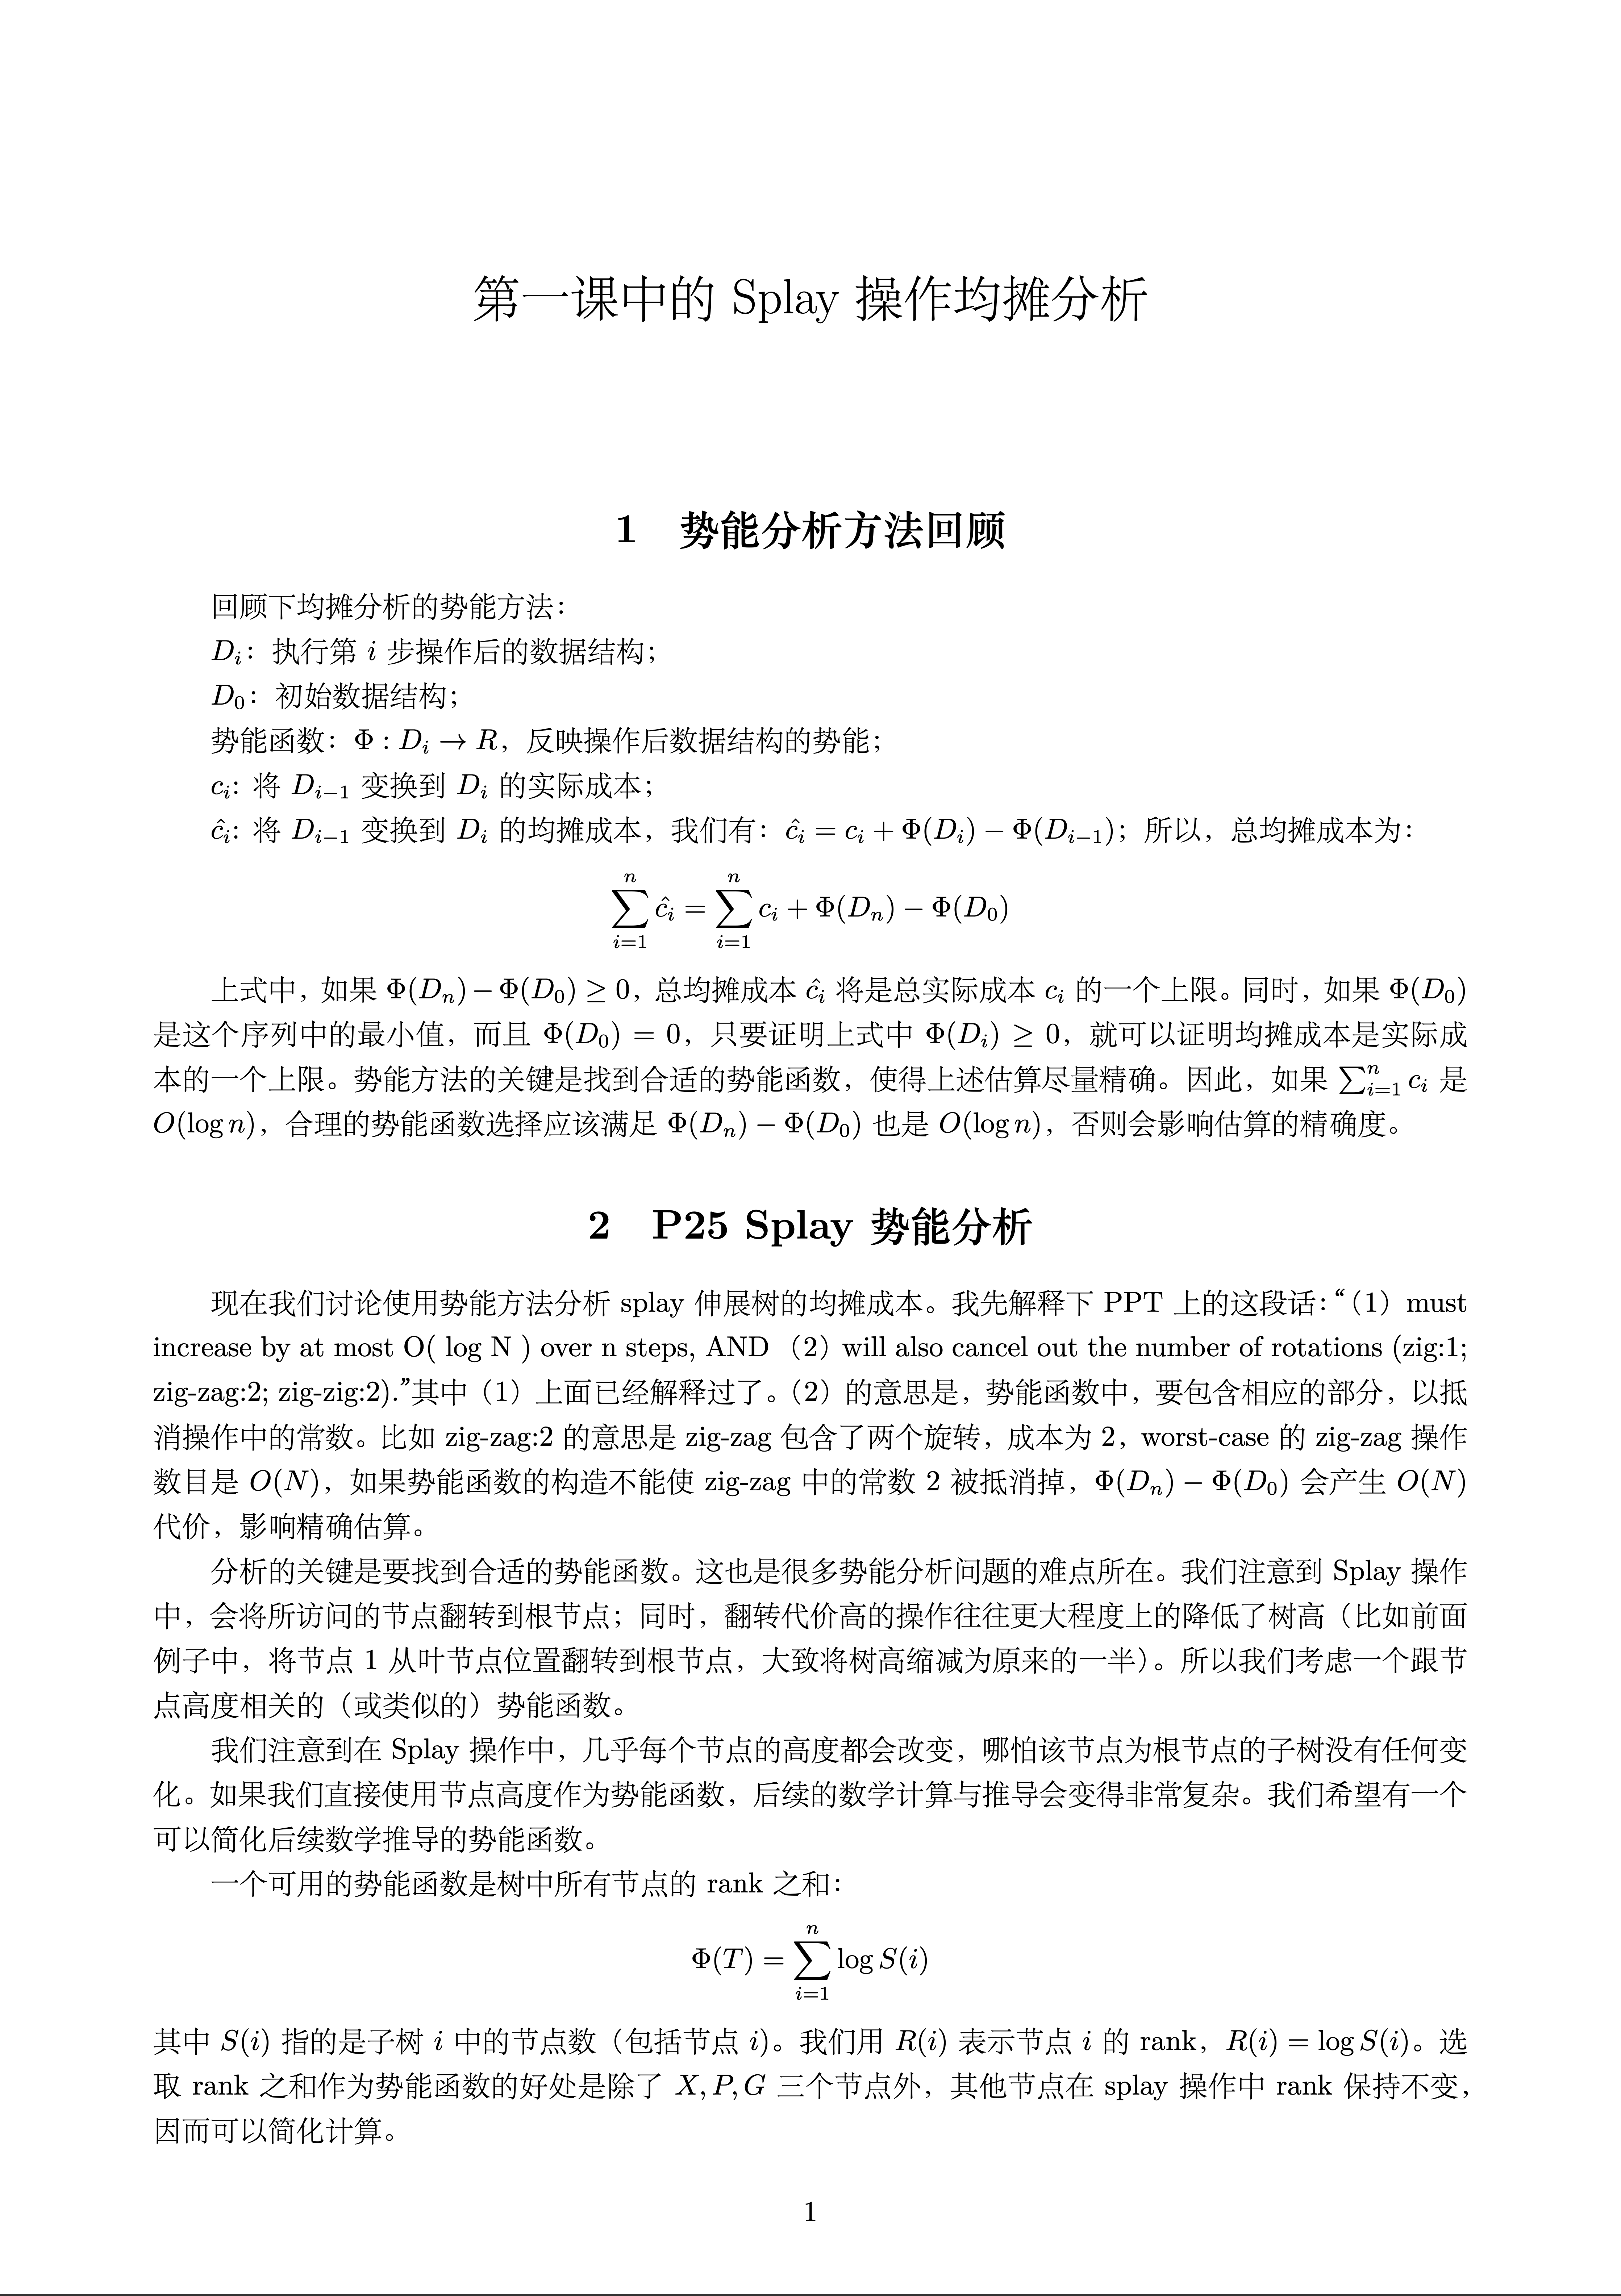 第一课中的 Splay 操作均摊分析
1 势能分析方法回顾
回顾下均摊分析的势能方法：
$D_i$：执行第 $i$ 步操作后的数据结构；
$D_0$：初始数据结构；
势能函数：$\Phi : D_i \to R$，反映操作后数据结构的势能；
$c_i$: 将 $D_{i-1}$ 变换到 $D_i$ 的实际成本；
$\hat{c_i}$: 将 $D_{i-1}$ 变换到 $D_i$ 的均摊成本，我们有：$\hat{c_i} = c_i + \Phi(D_i) - \Phi(D_{i-1})$；所以，总均摊成本为：
$\sum_{i=1}^{n} \hat{c_i} = \sum_{i=1}^{n} c_i + \Phi(D_n) - \Phi(D_0)$
上式中，如果 $\Phi(D_n) - \Phi(D_0) \geq 0$，总均摊成本 $\hat{c_i}$ 将是总实际成本 $c_i$ 的一个上限。同时，如果 $\Phi(D_0)$
是这个序列中的最小值，而且 $\Phi(D_0) = 0$，只要证明上式中 $\Phi(D_i) \geq 0$，就可以证明均摊成本是实际成
本的一个上限。势能方法的关键是找到合适的势能函数，使得上述估算尽量精确。因此，如果 $\sum_{i=1}^{n} c_i$ 是
$O(\log n)$，合理的势能函数选择应该满足 $\Phi(D_n) - \Phi(D_0)$ 也是 $O(\log n)$，否则会影响估算的精确度。
2 P25 Splay 势能分析
现在我们讨论使用势能方法分析 splay 伸展树的均摊成本。我先解释下 PPT 上的这段话：“（1）must
increase by at most O( log N ) over n steps, AND （2）will also cancel out the number of rotations (zig:1;
zig-zag:2; zig-zig:2).”其中（1）上面已经解释过了。（2）的意思是，势能函数中，要包含相应的部分，以抵
消操作中的常数。比如 zig-zag:2 的意思是 zig-zag 包含了两个旋转，成本为 2，worst-case 的 zig-zag 操作
数目是 $O(N)$，如果势能函数的构造不能使 zig-zag 中的常数 2 被抵消掉，$\Phi(D_n) - \Phi(D_0)$ 会产生 $O(N)$
代价，影响精确估算。
分析的关键是要找到合适的势能函数。这也是很多势能分析问题的难点所在。我们注意到 Splay 操作
中，会将所访问的节点翻转到根节点；同时，翻转代价高的操作往往更大程度上的降低了树高（比如前面
例子中，将节点 1 从叶节点位置翻转到根节点，大致将树高缩减为原来的一半）。所以我们考虑一个跟节
点高度相关的（或类似的）势能函数。
我们注意到在 Splay 操作中，几乎每个节点的高度都会改变，哪怕该节点为根节点的子树没有任何变
化。如果我们直接使用节点高度作为势能函数，后续的数学计算与推导会变得非常复杂。我们希望有一个
可以简化后续数学推导的势能函数。
一个可用的势能函数是树中所有节点的 rank 之和：
$\Phi(T) = \sum_{i=1}^{n} \log S(i)$
其中 $S(i)$ 指的是子树 $i$ 中的节点数（包括节点 $i$）。我们用 $R(i)$ 表示节点 $i$ 的 rank，$R(i) = \log S(i)$。选
取 rank 之和作为势能函数的好处是除了 $X, P, G$ 三个节点外，其他节点在 splay 操作中 rank 保持不变，
因而可以简化计算。
1